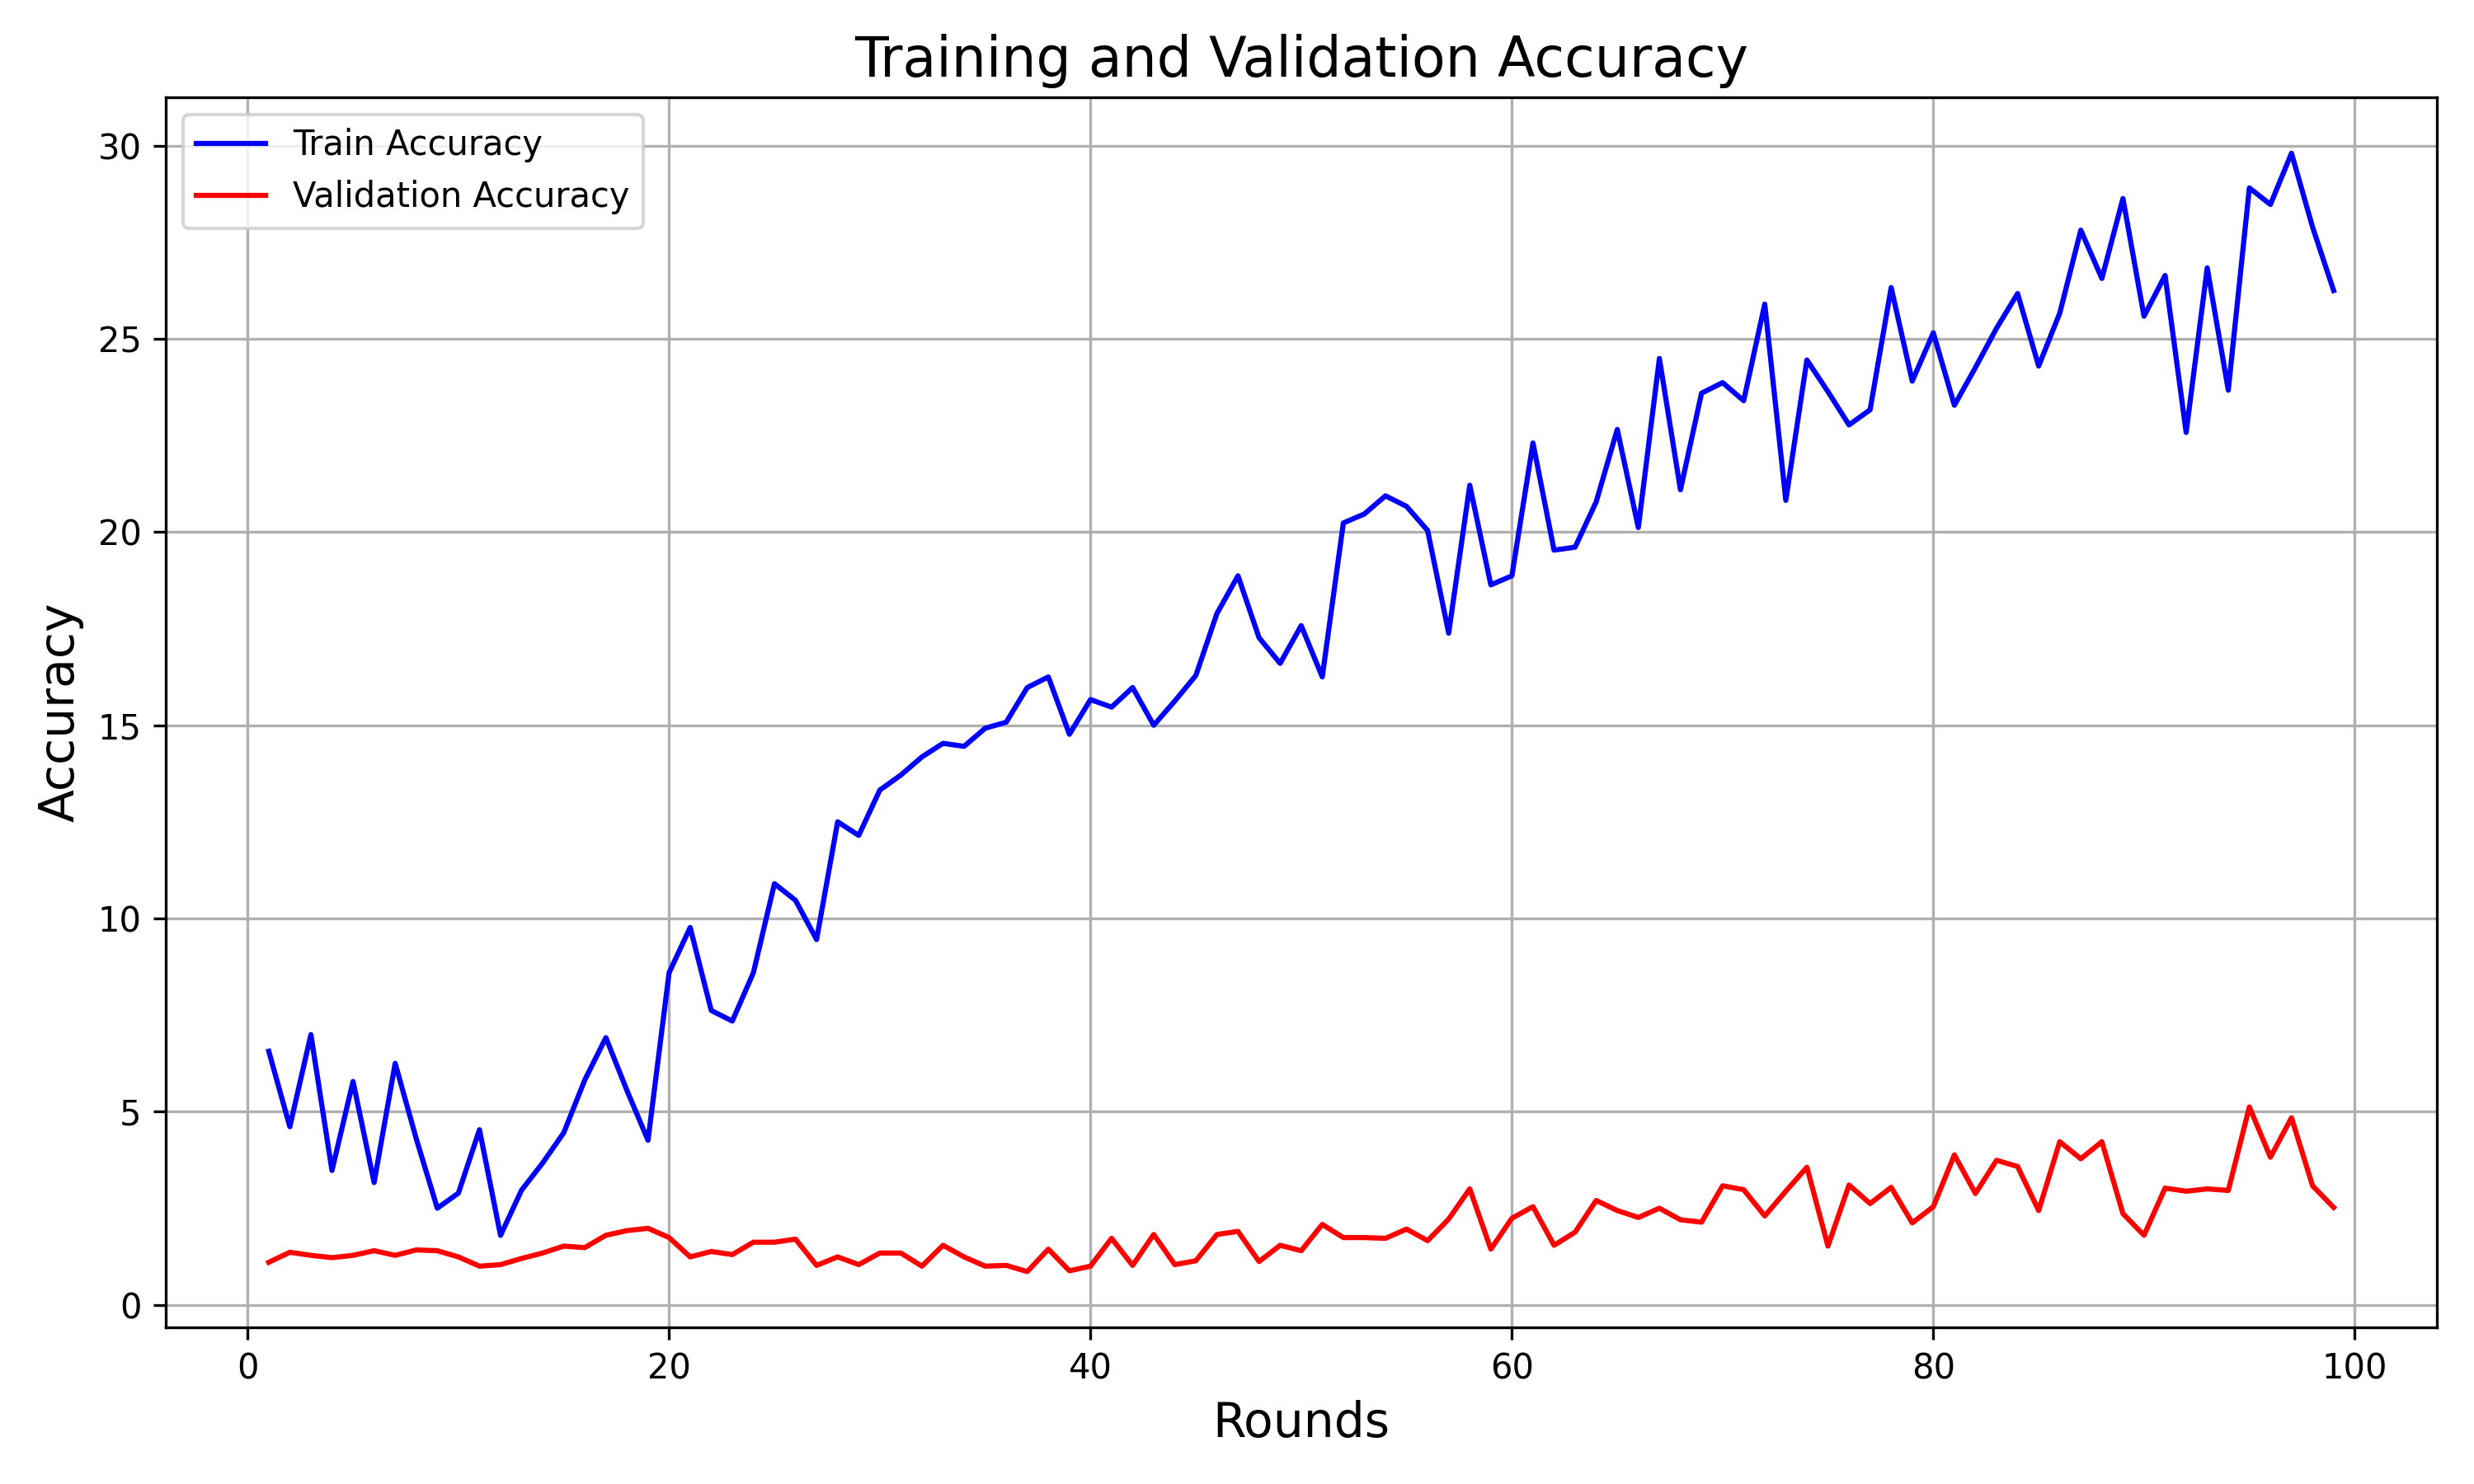 Training and Validation Accuracy
Train Accuracy
Validation Accuracy
30
25
20
15
10
5
0
Accuracy
0 20 40 60 80 100
Rounds